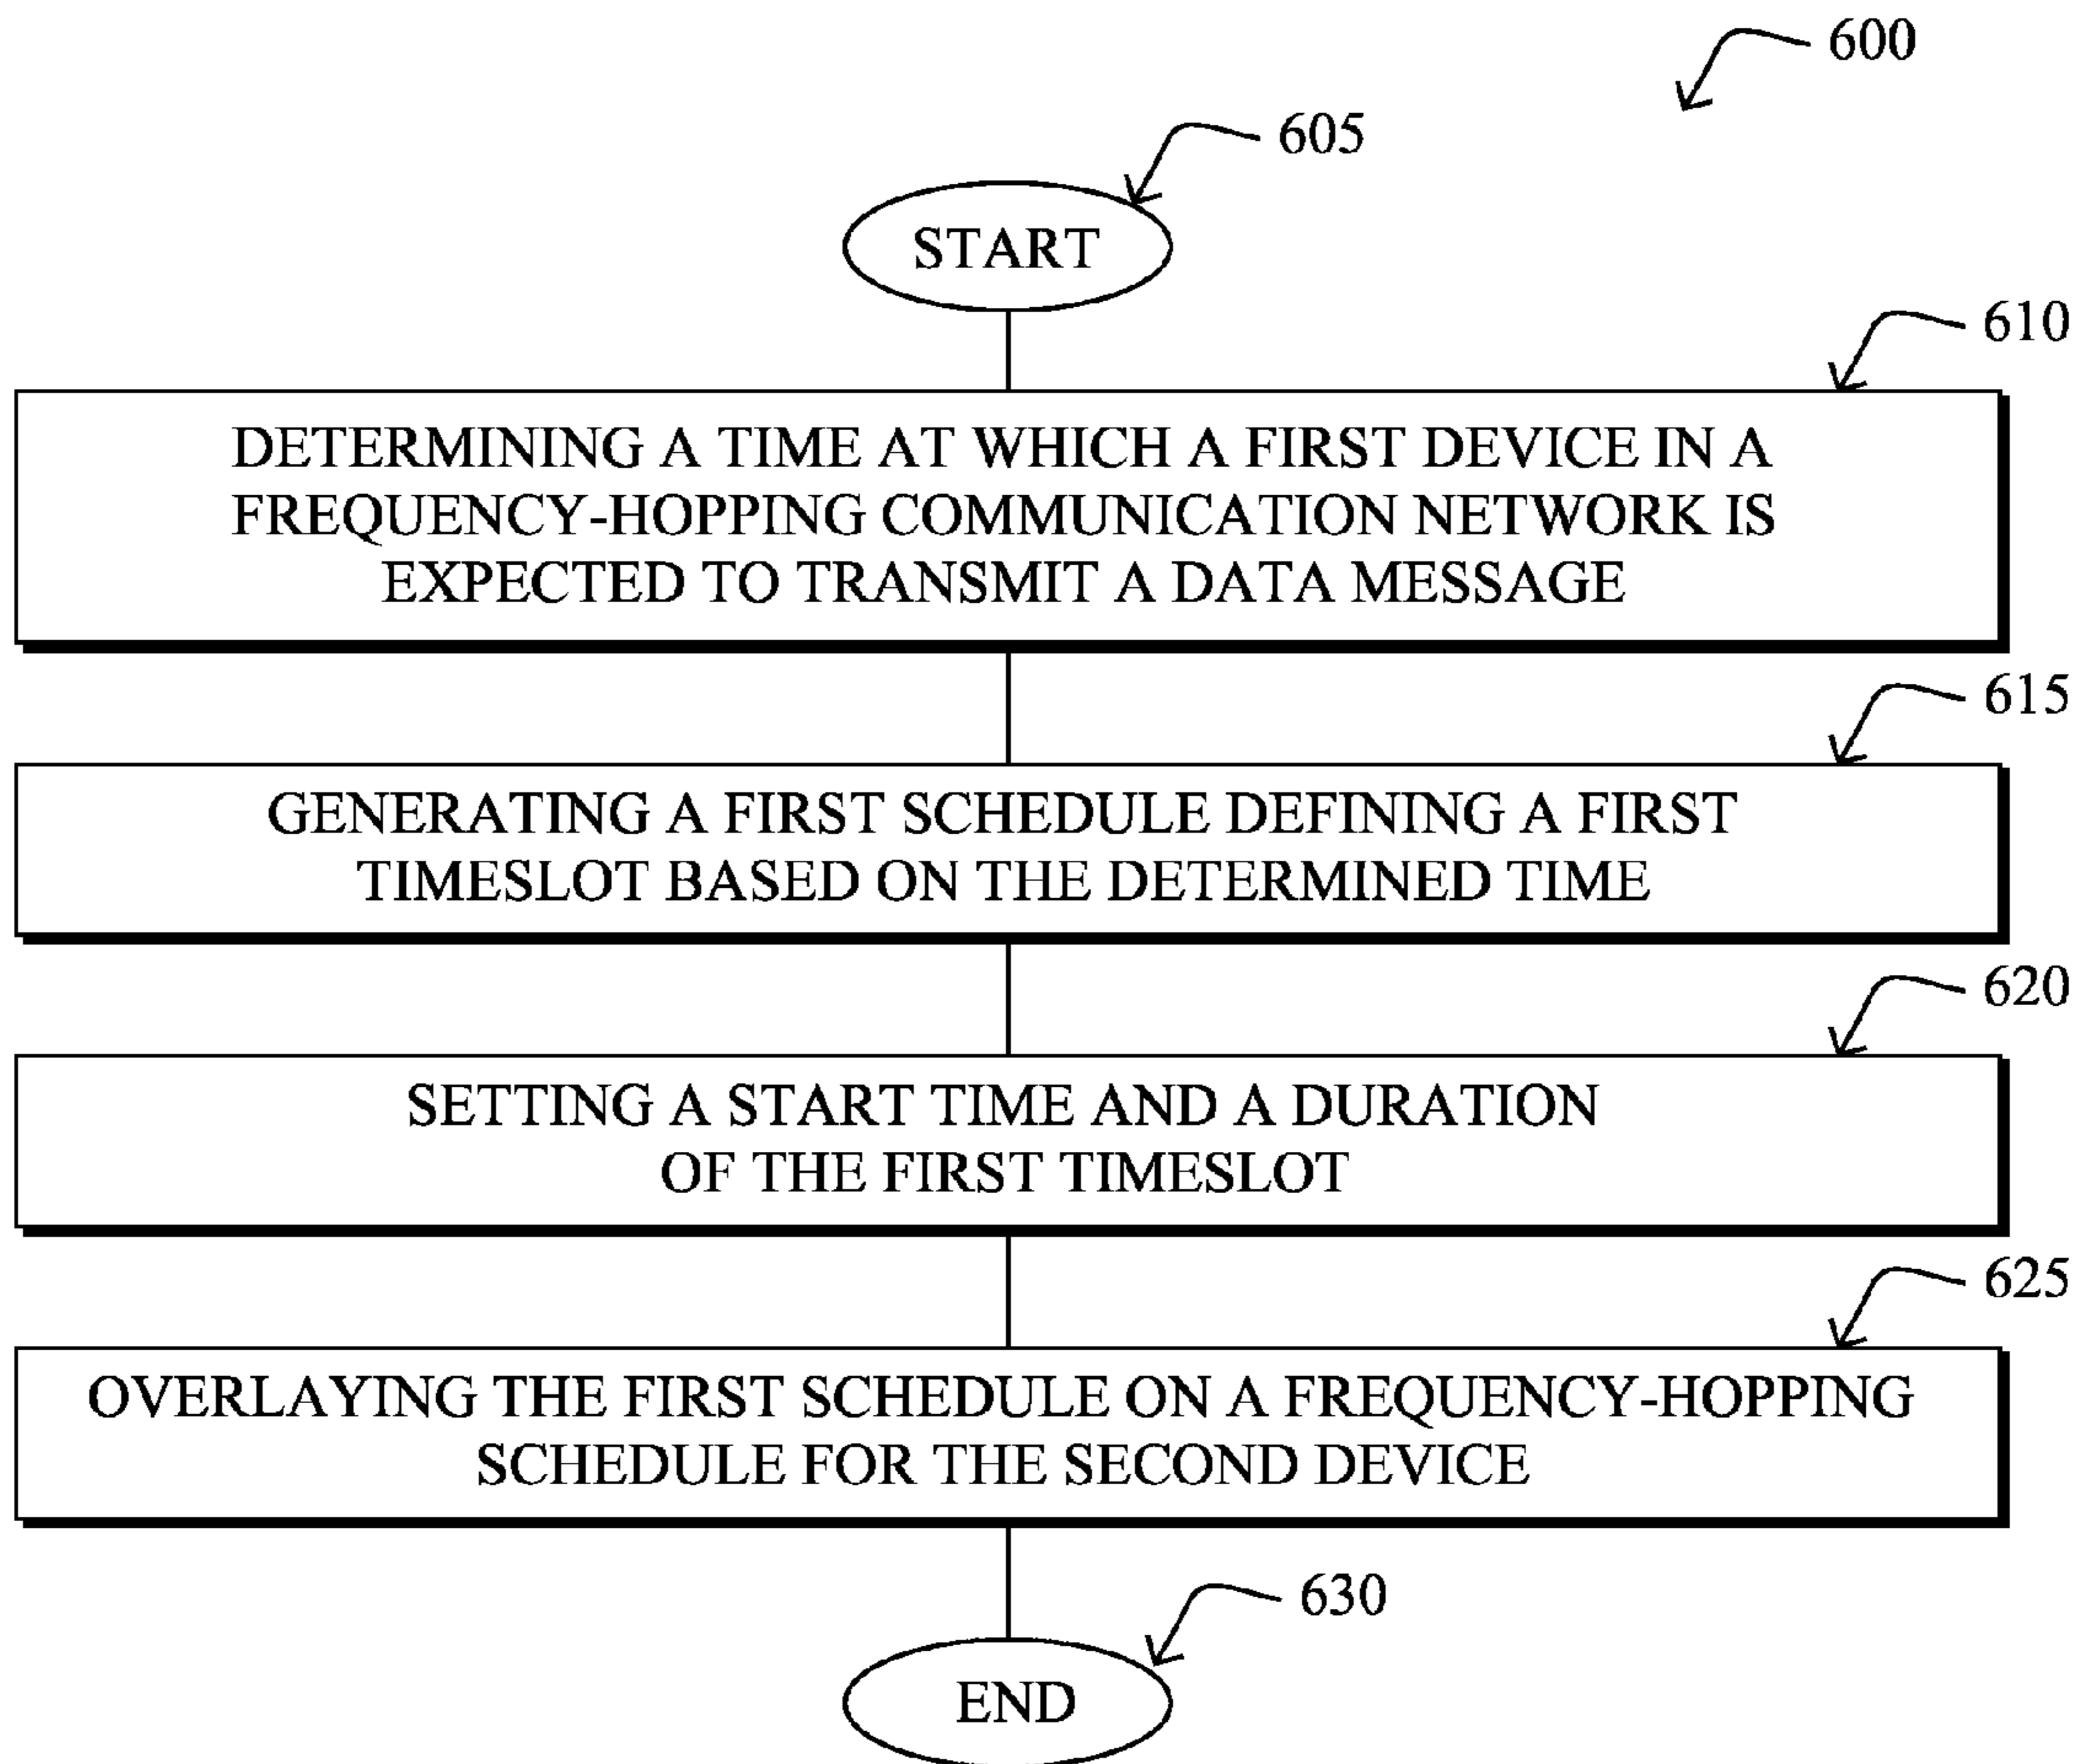 600
605
START
610
DETERMINING A TIME AT WHICH A FIRST DEVICE IN A
FREQUENCY-HOPPING COMMUNICATION NETWORK IS
EXPECTED TO TRANSMIT A DATA MESSAGE
615
GENERATING A FIRST SCHEDULE DEFINING A FIRST
TIMESLOT BASED ON THE DETERMINED TIME
620
SETTING A START TIME AND A DURATION
OF THE FIRST TIMESLOT
625
OVERLAYING THE FIRST SCHEDULE ON A FREQUENCY-HOPPING
SCHEDULE FOR THE SECOND DEVICE
630
END